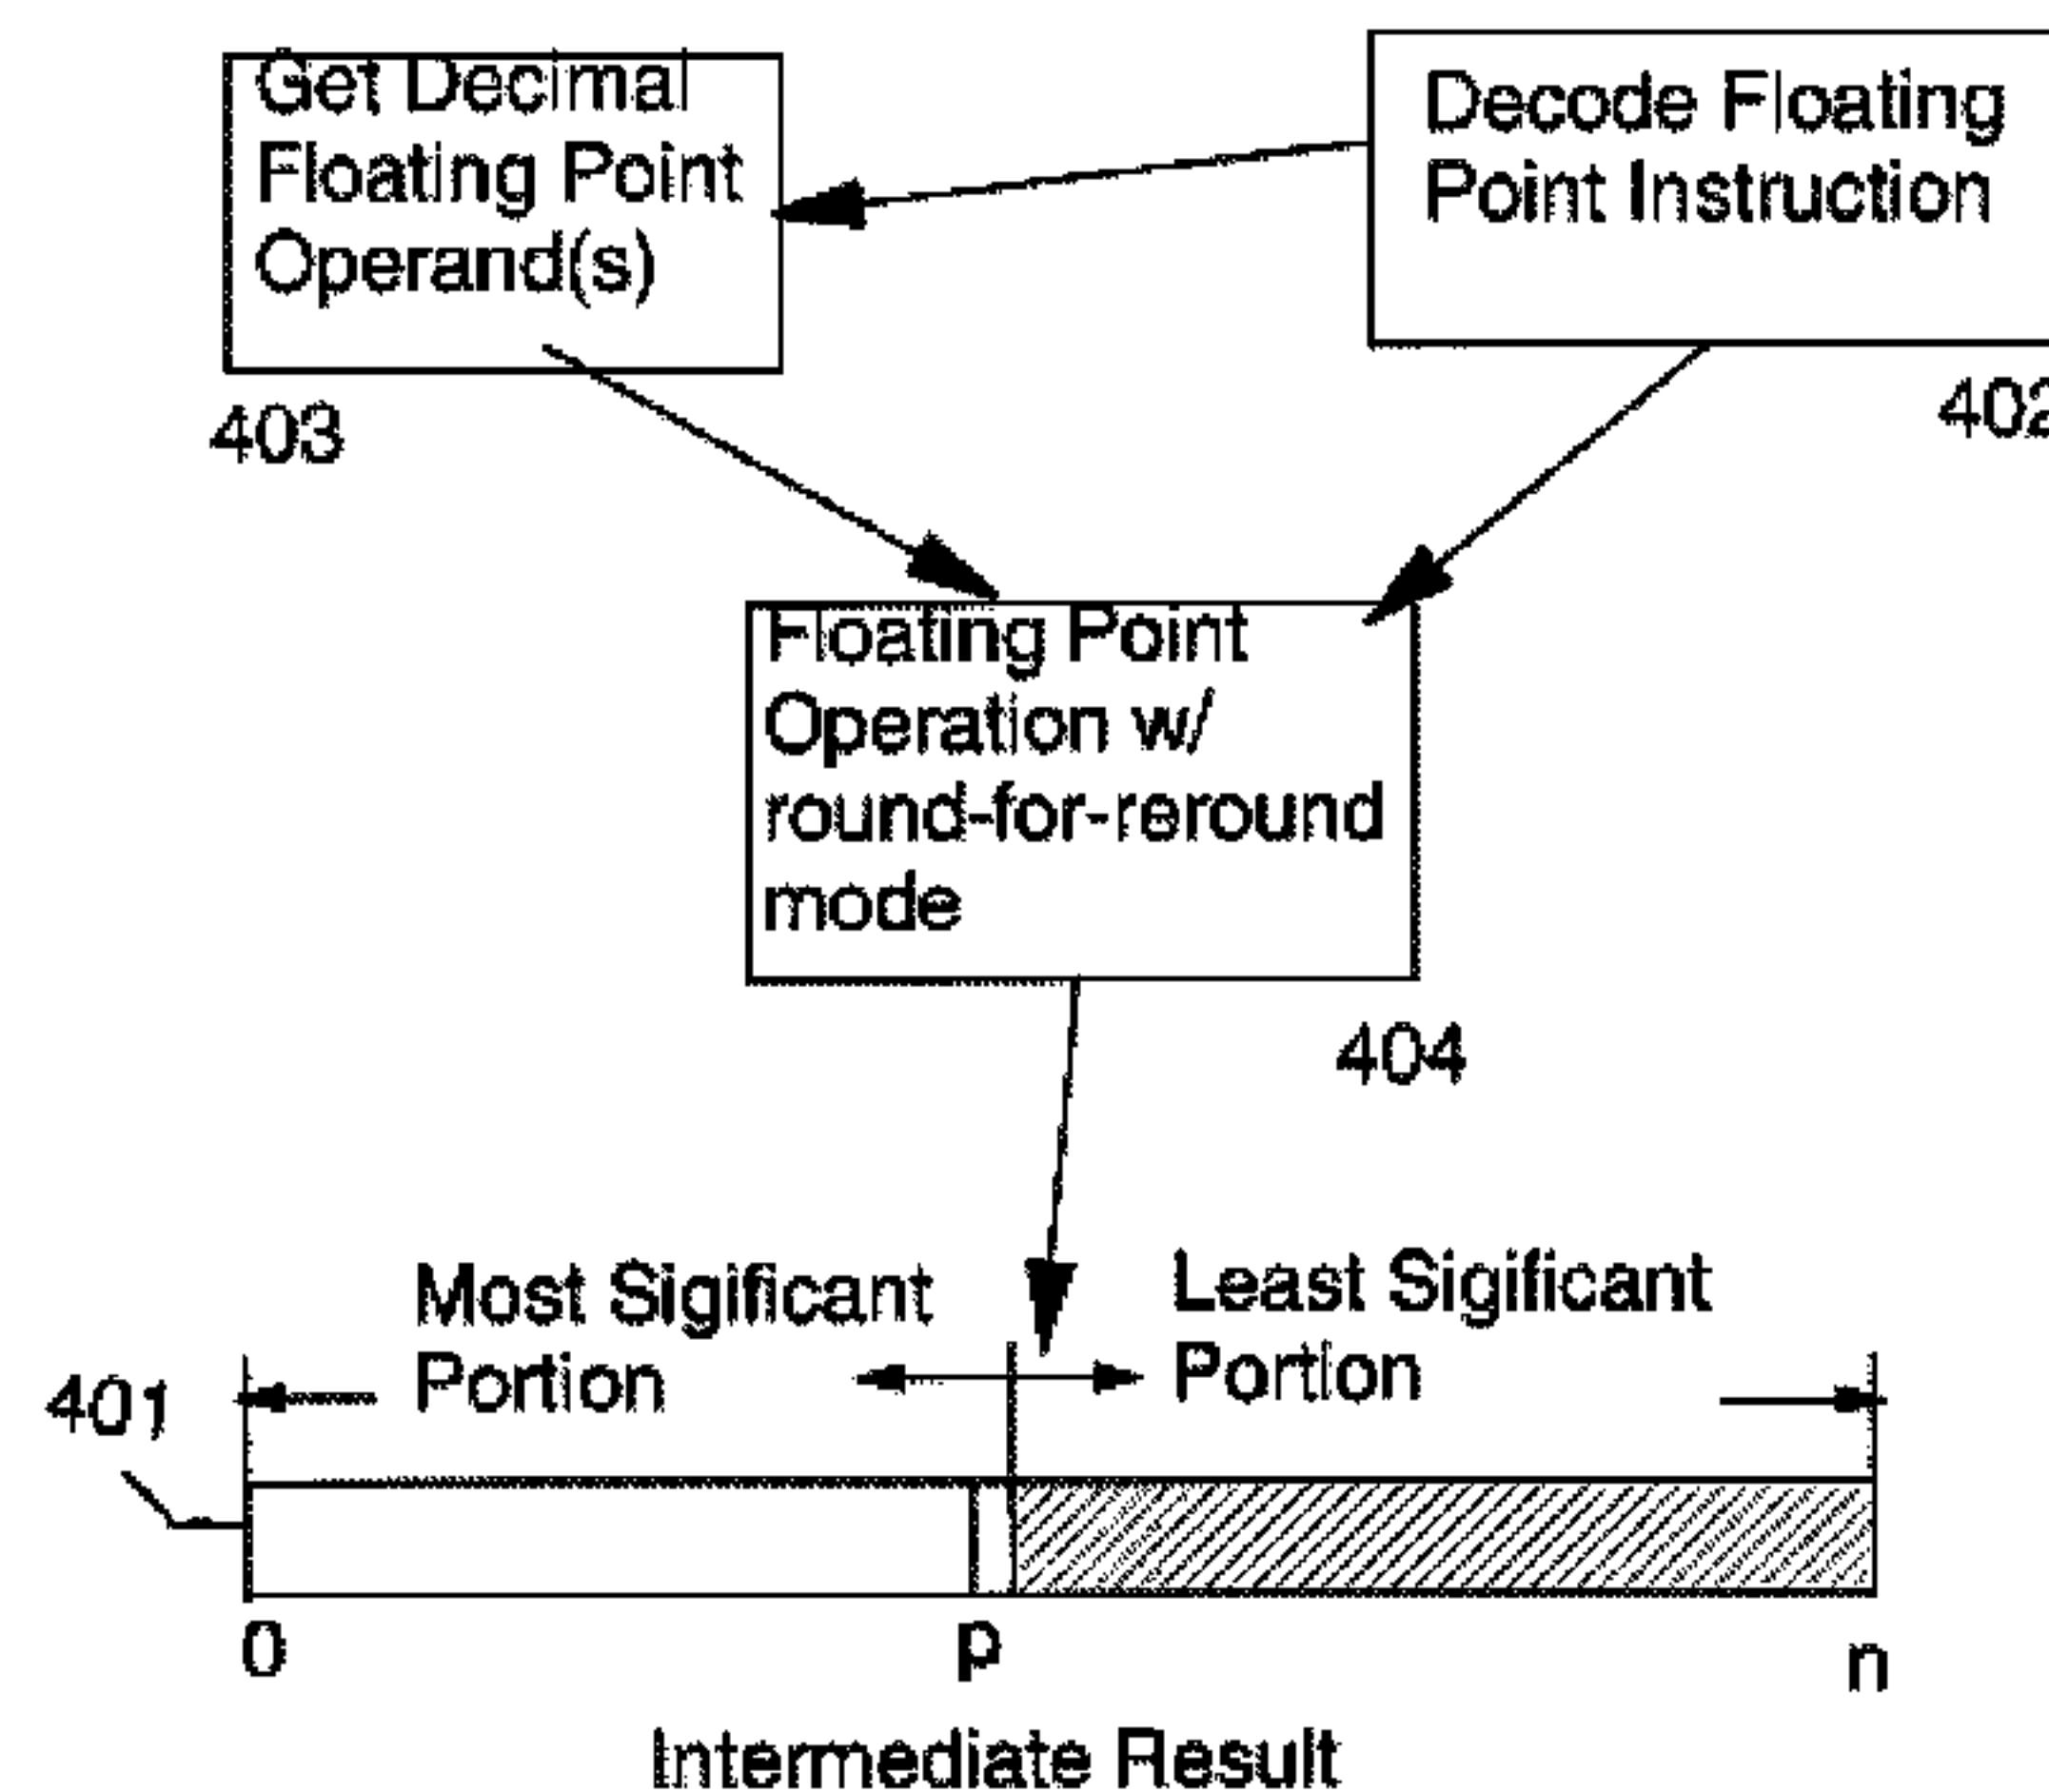 Get Decimal
Floating Point
Operand(s)
403
Decode Floating
Point Instruction
402
Floating Point
Operation w/
round-for-reround
mode
404
Most Sigificant
Portion
Least Sigificant
Portion
401
0
p
n
Intermediate Result